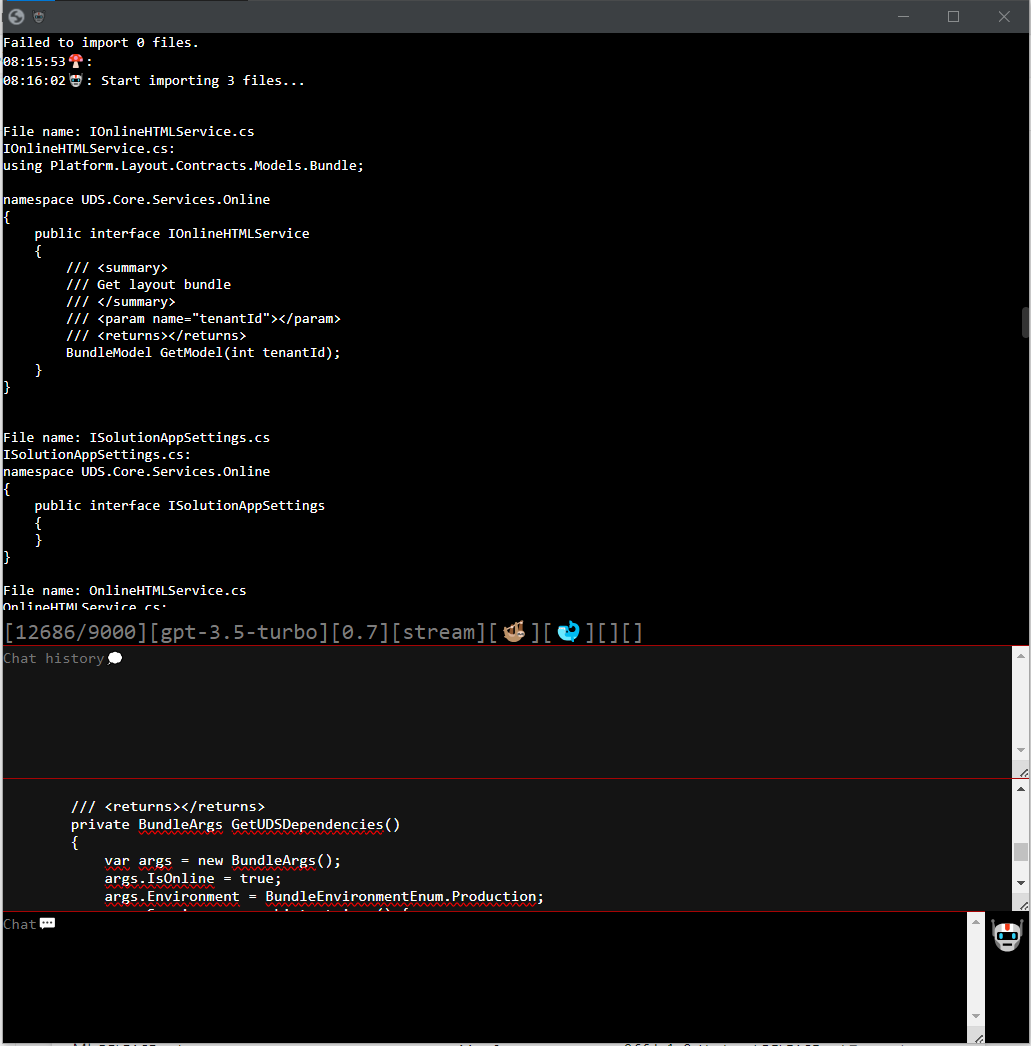 Failed to import 0 files.
08:15:53🍄:
08:16:02🤖: Start importing 3 files...
File name: IOnlineHTMLService.cs
IOnlineHTMLService.cs:
using Platform.Layout.Contracts.Models.Bundle;
namespace UDS.Core.Services.Online
{
    public interface IOnlineHTMLService
    {
        /// <summary>
        /// Get layout bundle
        /// </summary>
        /// <param name="tenantId"></param>
        /// <returns></returns>
        BundleModel GetModel(int tenantId);
    }
}
File name: ISolutionAppSettings.cs
ISolutionAppSettings.cs:
namespace UDS.Core.Services.Online
{
    public interface ISolutionAppSettings
    {
    }
}
File name: OnlineHTMLService.cs
OnlineHTMLService.cs:
[12686/9000][gpt-3.5-turbo][0.7][stream][🦥][🐳][][]
Chat history💭
/// <returns></returns>
private BundleArgs GetUDSDependencies()
{
    var args = new BundleArgs();
    args.IsOnline = true;
    args.Environment = BundleEnvironmentEnum.Production;
Chat💬